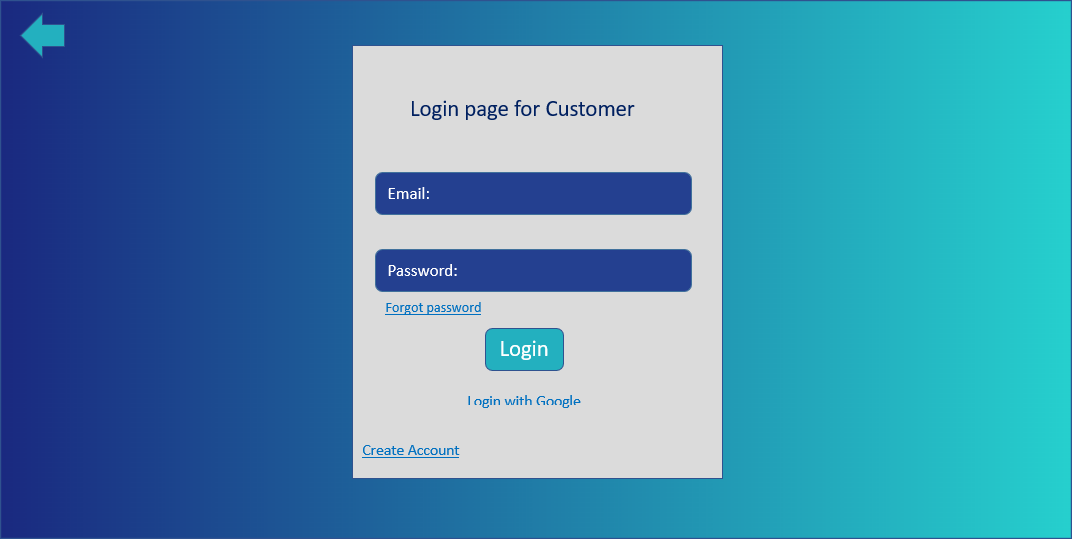 Login page for Customer
Email:
Password:
Forgot password
Login
Login with Google
Create Account